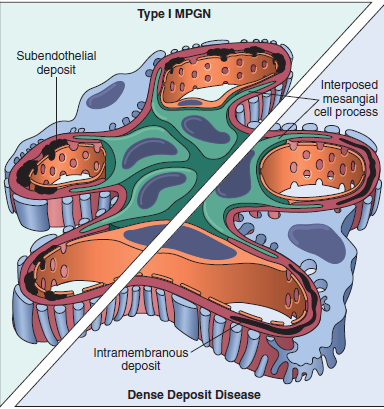 Type I MPGN
Subendothelial
deposit
Interposed
mesangial
cell process
Intramembranous
deposit
Dense Deposit Disease